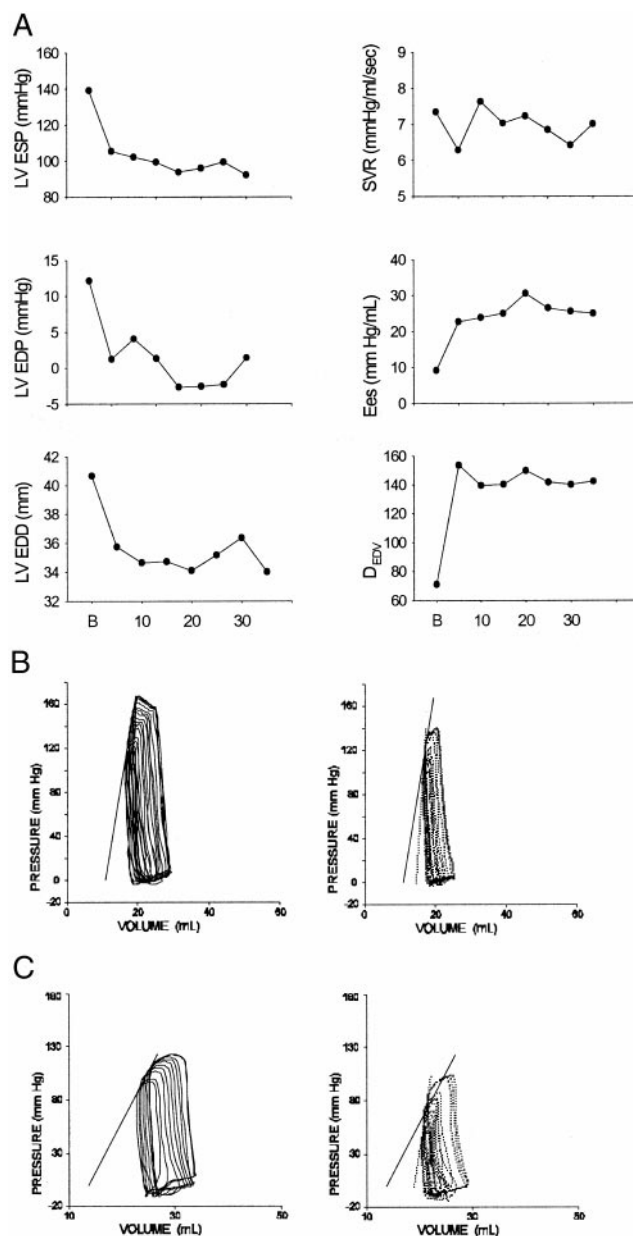 A
160
140
120
100
80
LV ESP (mmHg)
9
8
7
6
5
SVR (mmHg/ml/sec)
15
10
5
0
-5
LV EDP (mmHg)
40
30
20
10
0
Ees (mm Hg/mL)
42
40
38
36
34
32
LV EDD (mm)
B 10 20 30
160
140
120
100
80
60
D_EDV
B 10 20 30
B
160
120
80
40
0
-20
PRESSURE (mm Hg)
0 20 40 60
VOLUME (mL)
160
120
80
40
0
-20
PRESSURE (mm Hg)
0 20 40 60
VOLUME (mL)
C
180
130
80
30
-20
PRESSURE (mm Hg)
10 30 50
VOLUME (mL)
180
130
80
30
-20
PRESSURE (mm Hg)
10 30 50
VOLUME (mL)